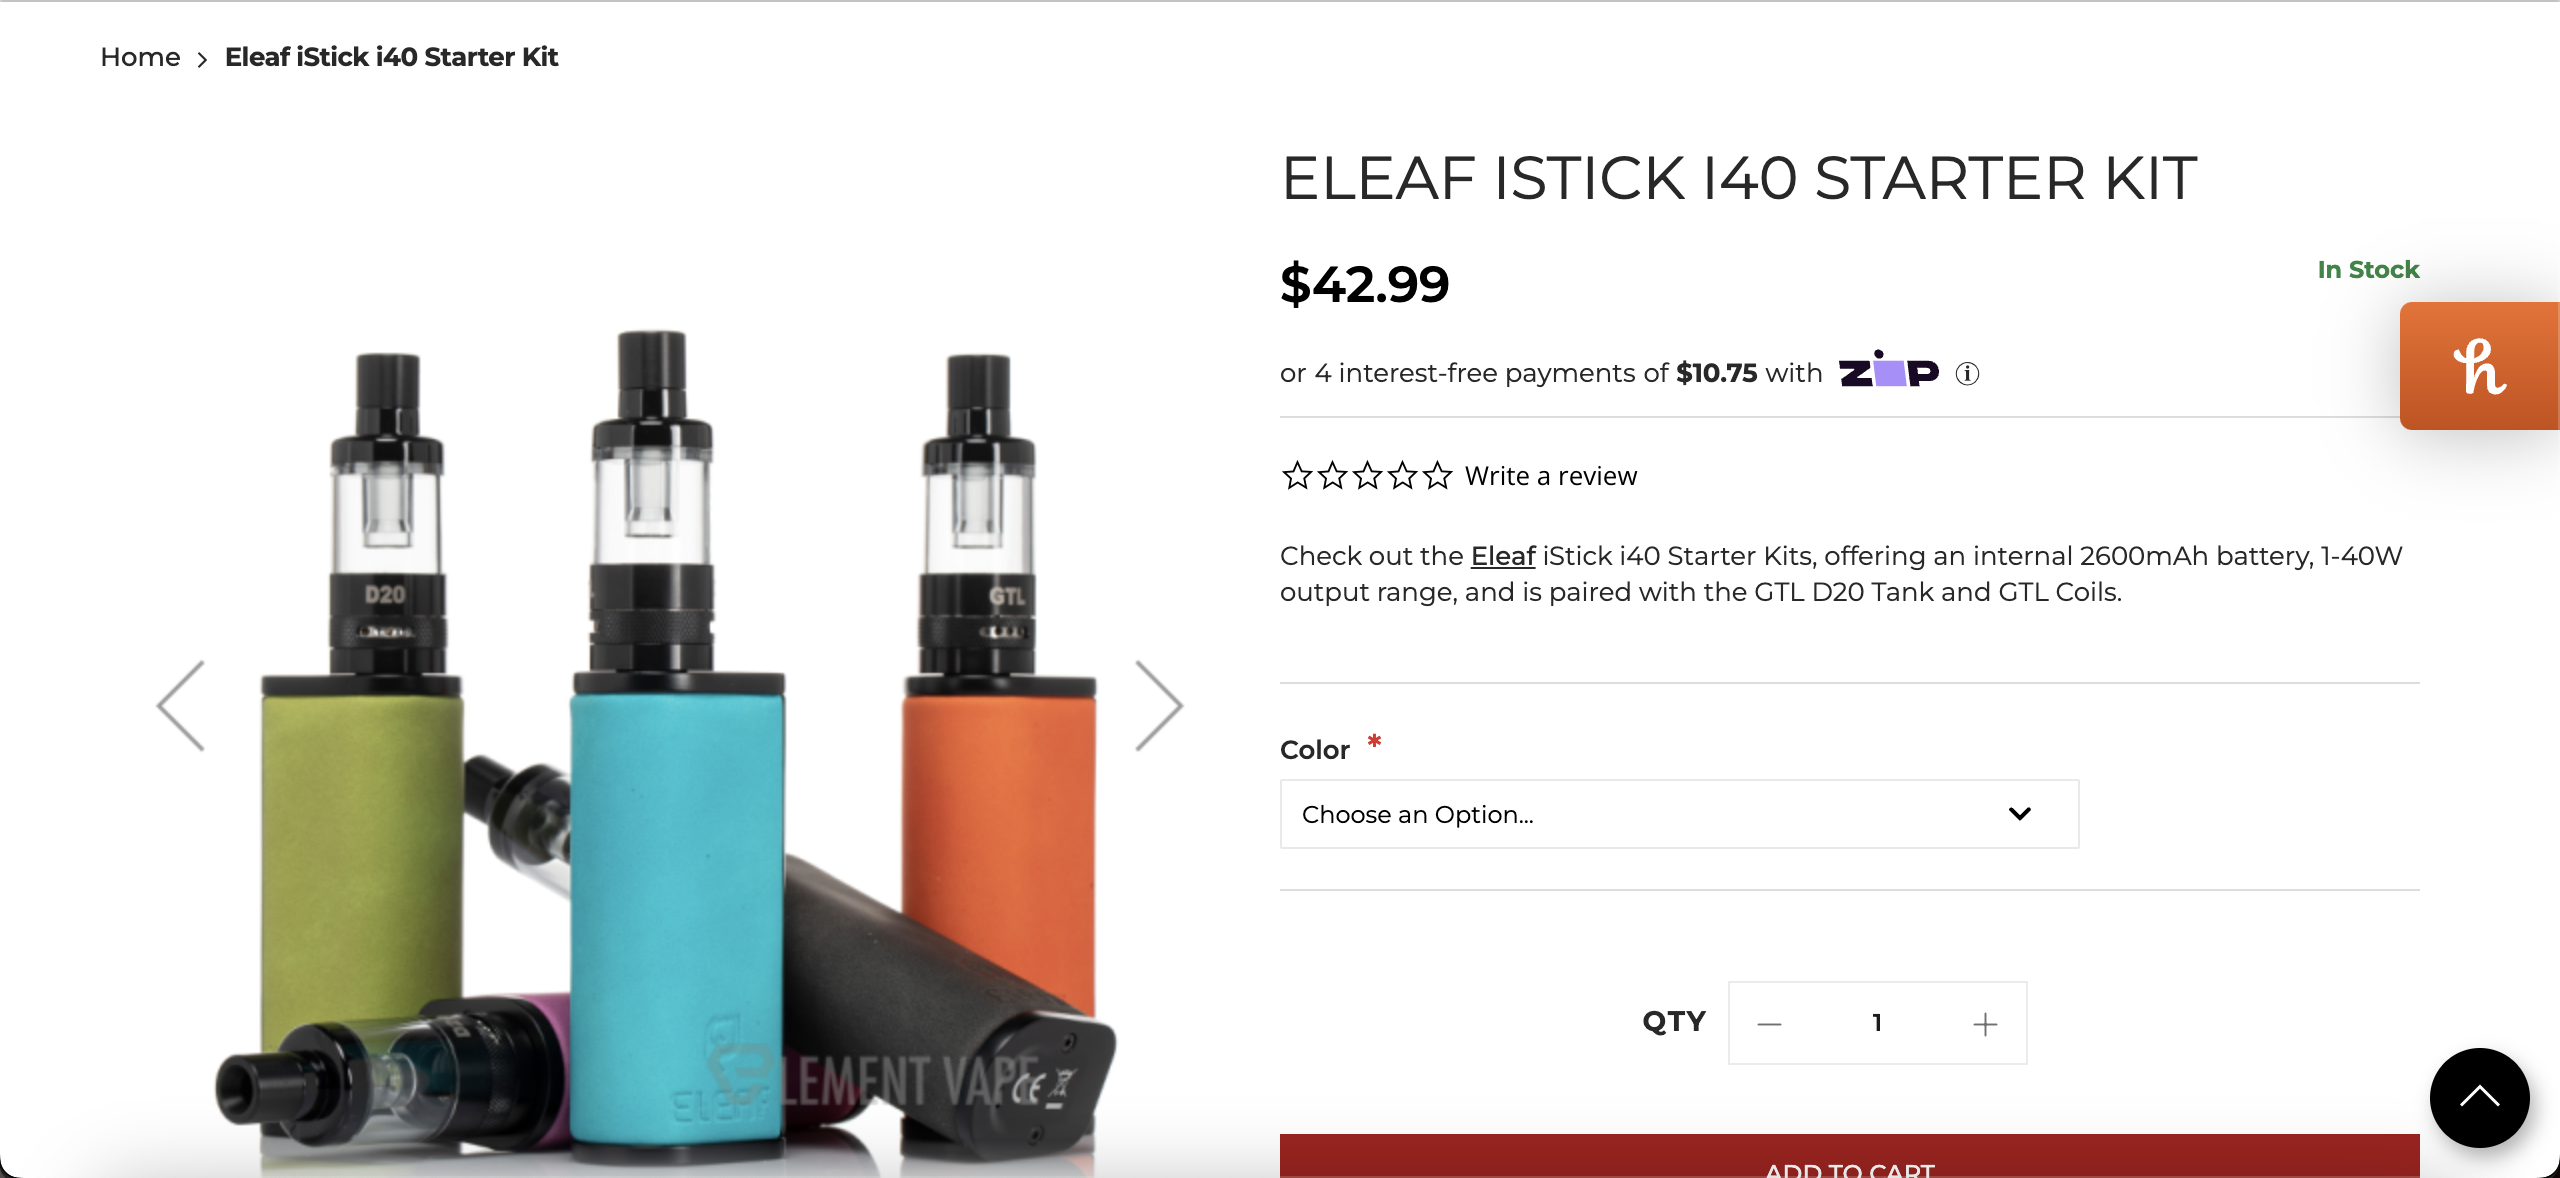 Home > Eleaf iStick i40 Starter Kit
ELEAF ISTICK I40 STARTER KIT
$42.99
In Stock
or 4 interest-free payments of $10.75 with ZIP
Write a review
Check out the Eleaf iStick i40 Starter Kits, offering an internal 2600mAh battery, 1-40W
output range, and is paired with the GTL D20 Tank and GTL Coils.
Color *
Choose an Option...
QTY
1
ADD TO CART
D20
GTL
ELEAF
ELEMENT VAPE
CE